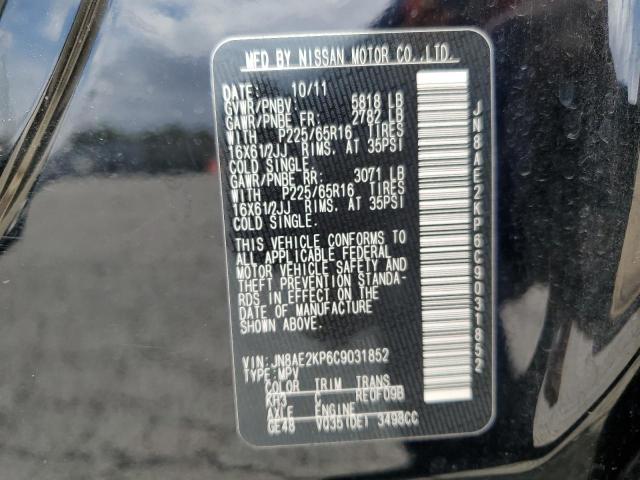 MFD BY NISSAN MOTOR CO.,LTD.
DATE: 10/11
GVWR/PNBV: 5818 LB
GAWR/PNBE FR: 2782 LB
WITH P225/65R16 TIRES
16X61/2JJ RIMS. AT 35PSI
COLD SINGLE.
GAWR/PNBE RR: 3071 LB
WITH P225/65R16 TIRES
16X61/2JJ RIMS. AT 35PSI
COLD SINGLE.
THIS VEHICLE CONFORMS TO
ALL APPLICABLE FEDERAL
MOTOR VEHICLE SAFETY AND
THEFT PREVENTION STANDA-
RDS IN EFFECT ON THE
DATE OF MANUFACTURE
SHOWN ABOVE.
VIN: JN8AE2KP6C9031852
TYPE: MPV
COLOR TRIM TRANS
KH3 C RE0F09B
AXLE ENGINE
GE48 VQ35(DE) 3498CC
JN8AE2KP6C9031852